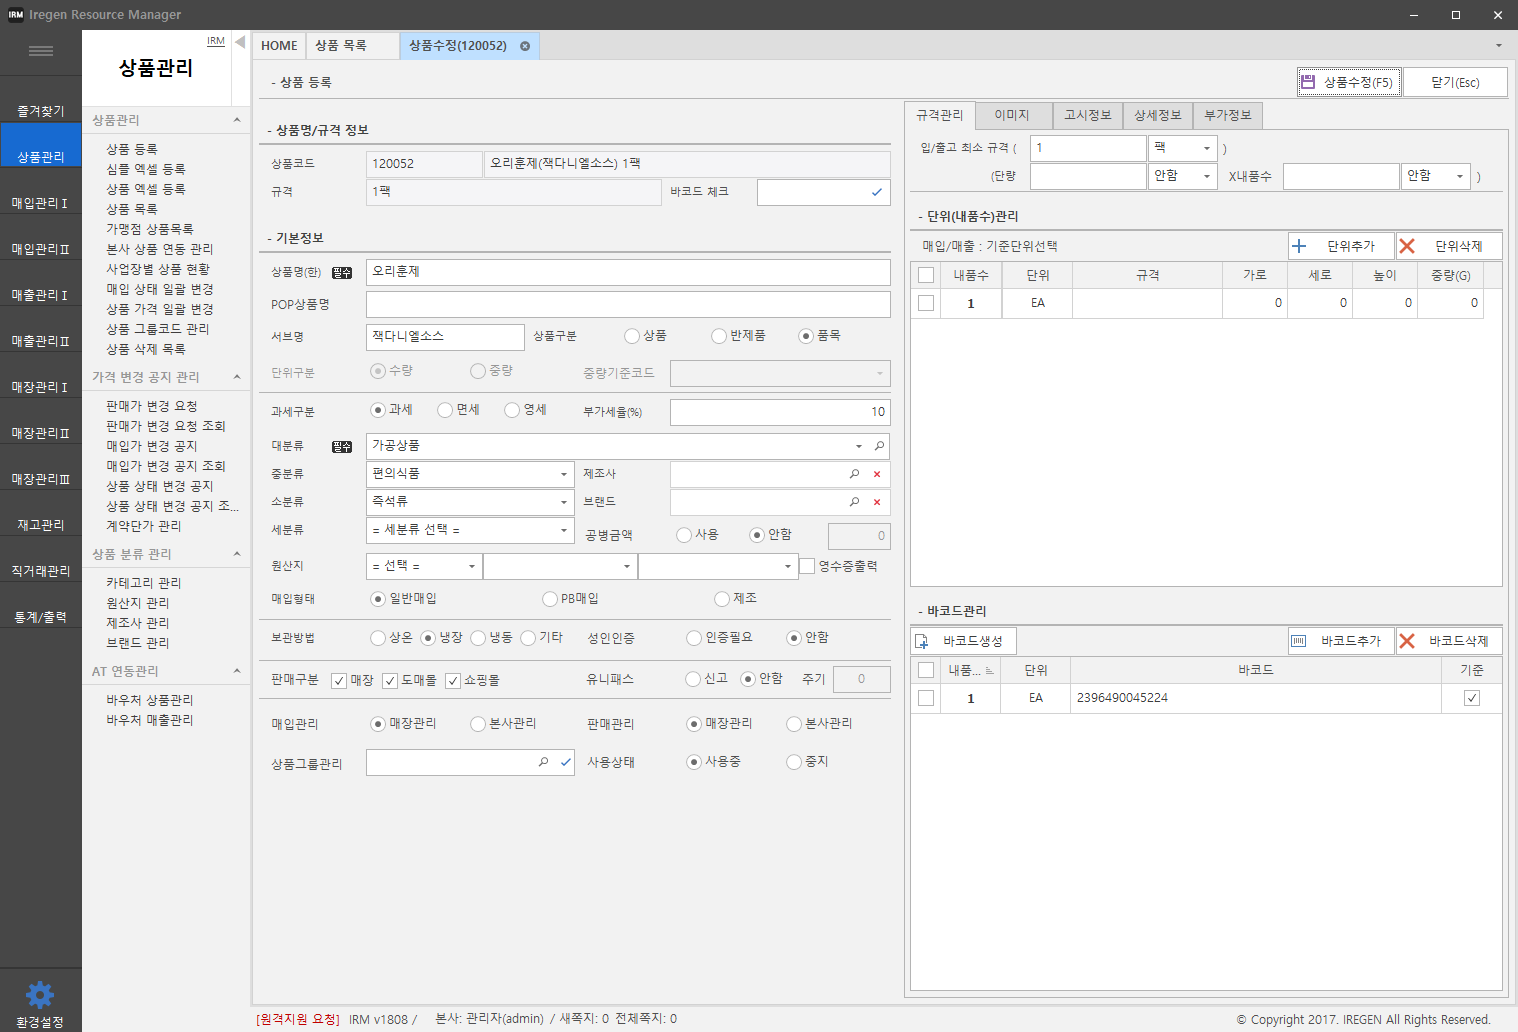 IRM Iregen Resource Manager
즐겨찾기
상품관리
매입관리 I
매입관리 II
매출관리 I
매출관리 II
매장관리 I
매장관리 II
매장관리 III
재고관리
직거래관리
통계/출력
환경설정
IRM
상품관리
상품관리
상품 등록
심플 엑셀 등록
상품 엑셀 등록
상품 목록
가맹점 상품목록
본사 상품 연동 관리
사업장별 상품 현황
매입 상태 일괄 변경
상품 가격 일괄 변경
상품 그룹코드 관리
상품 삭제 목록
가격 변경 공지 관리
판매가 변경 요청
판매가 변경 요청 조회
매입가 변경 공지
매입가 변경 공지 조회
상품 상태 변경 공지
상품 상태 변경 공지 조...
계약단가 관리
상품 분류 관리
카테고리 관리
원산지 관리
제조사 관리
브랜드 관리
AT 연동관리
바우처 상품관리
바우처 매출관리
HOME 상품 목록 상품수정(120052)
- 상품 등록
상품수정(F5) 닫기(Esc)
- 상품명/규격 정보
상품코드 120052 오리훈제(잭다니엘소스) 1팩
규격 1팩 바코드 체크
- 기본정보
상품명(한) 필수 오리훈제
POP상품명
서브명 잭다니엘소스 상품구분 상품 반제품 품목
단위구분 수량 중량 중량기준코드
과세구분 과세 면세 영세 부가세율(%) 10
대분류 필수 가공상품
중분류 편의식품 제조사
소분류 즉석류 브랜드
세분류 = 세분류 선택 = 공병금액 사용 안함 0
원산지 = 선택 = 영수증출력
매입형태 일반매입 PB매입 제조
보관방법 상온 냉장 냉동 기타 성인인증 인증필요 안함
판매구분 매장 도매몰 쇼핑몰 유니패스 신고 안함 주기 0
매입관리 매장관리 본사관리 판매관리 매장관리 본사관리
상품그룹관리 사용상태 사용중 중지
규격관리 이미지 고시정보 상세정보 부가정보
입/출고 최소 규격 ( 1 팩 )
(단량 안함 X내품수 안함 )
- 단위(내품수)관리
매입/매출 : 기준단위선택 단위추가 단위삭제
내품수 단위 규격 가로 세로 높이 중량(G)
1 EA 0 0 0 0
- 바코드관리
바코드생성 바코드추가 바코드삭제
내품... 단위 바코드 기준
1 EA 2396490045224
[원격지원 요청] IRM v1808 / 본사: 관리자(admin) / 새쪽지: 0 전체쪽지: 0
© Copyright 2017. IREGEN All Rights Reserved.